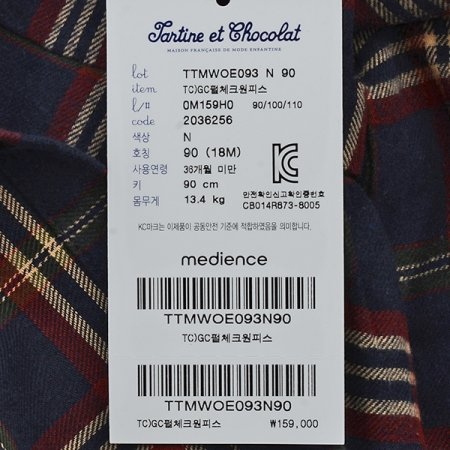 Tartine et Chocolat
MAISON FRANÇAISE DE MODE ENFANTINE
lot TTMWOE093 N 90
item TC)GC펄체크원피스
l/# 0M159H0 90/100/110
code 2036256
색상 N
호칭 90 (18M)
사용연령 36개월 미만
키 90 cm
몸무게 13.4 kg
안전확인신고확인증번호
CB014R873-8005
KC마크는 이제품이 공통안전 기준에 적합하였음을 의미합니다.
medience
TTMWOE093N90
TC)GC펄체크원피스
TTMWOE093N90
TC)GC펄체크원피스 ₩159,000